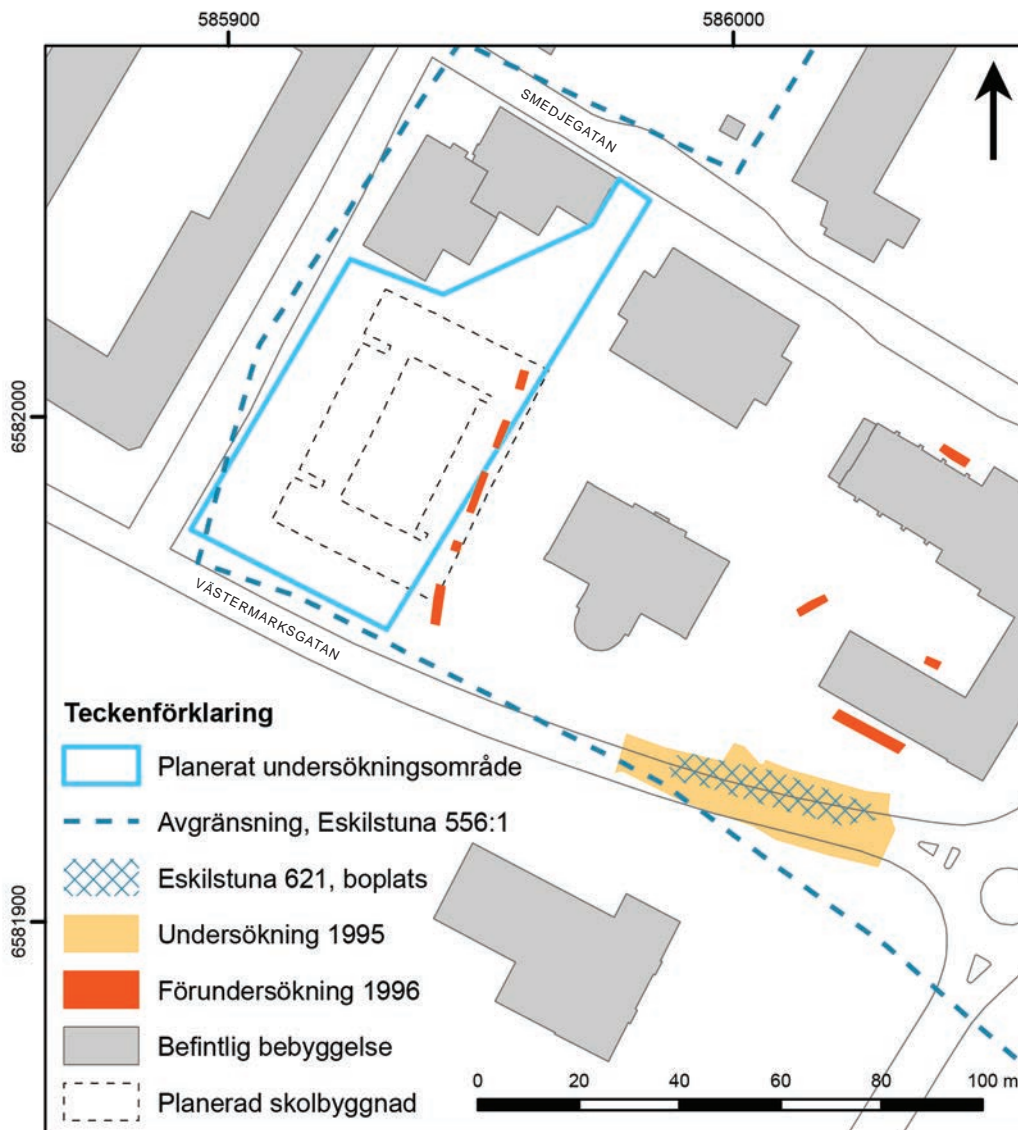 585900
586000
SMEDJEGATAN
6582000
VÄSTERMARKSGATAN
6581900
Teckenförklaring
Planerat undersökningsområde
Avgränsning, Eskilstuna 556:1
Eskilstuna 621, boplats
Undersökning 1995
Förundersökning 1996
Befintlig bebyggelse
Planerad skolbyggnad
0 20 40 60 80 100 m